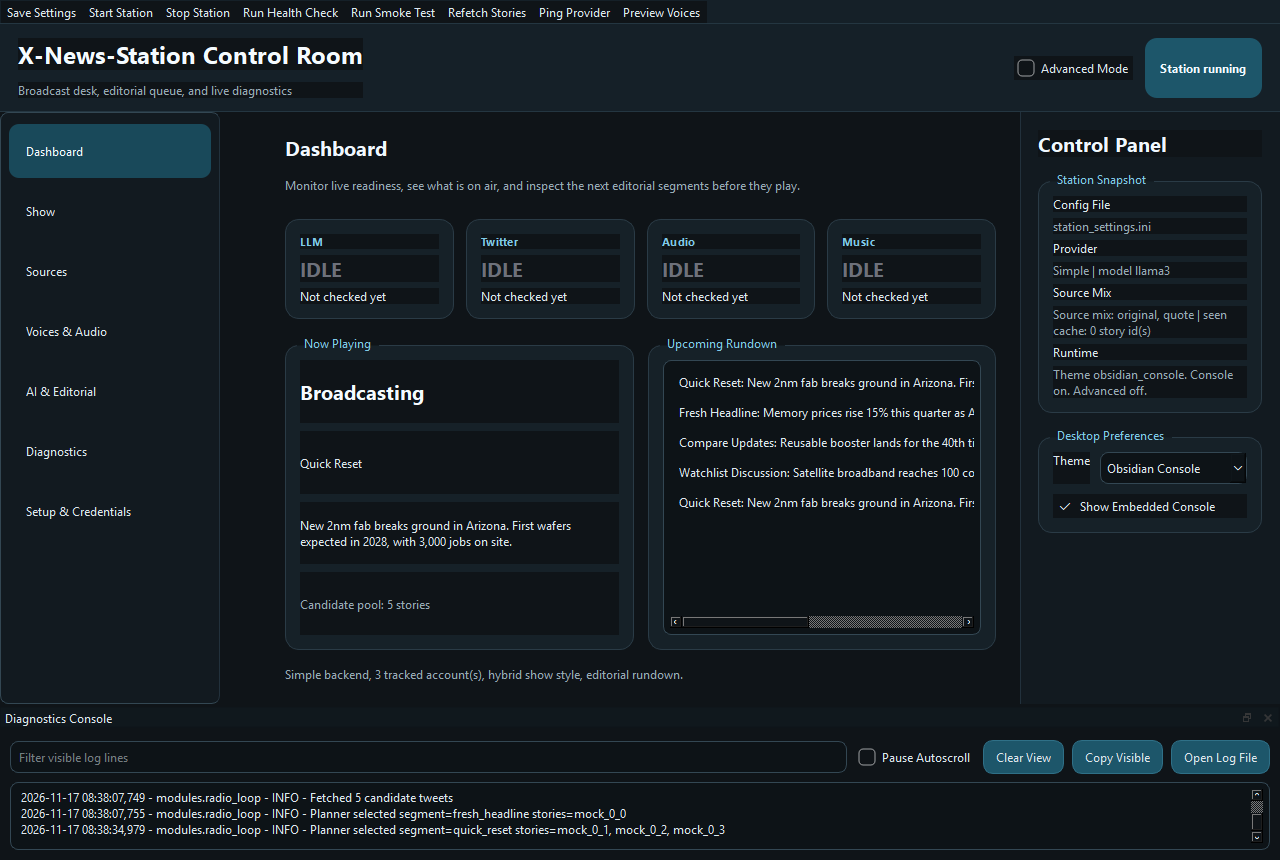 Save Settings Start Station Stop Station Run Health Check Run Smoke Test Refetch Stories Ping Provider Preview Voices
X-News-Station Control Room
Broadcast desk, editorial queue, and live diagnostics
Advanced Mode
Station running
Dashboard
Show
Sources
Voices & Audio
AI & Editorial
Diagnostics
Setup & Credentials
Dashboard
Monitor live readiness, see what is on air, and inspect the next editorial segments before they play.
LLM
IDLE
Not checked yet
Twitter
IDLE
Not checked yet
Audio
IDLE
Not checked yet
Music
IDLE
Not checked yet
Now Playing
Broadcasting
Quick Reset
New 2nm fab breaks ground in Arizona. First wafers
expected in 2028, with 3,000 jobs on site.
Candidate pool: 5 stories
Upcoming Rundown
Quick Reset: New 2nm fab breaks ground in Arizona. Firs
Fresh Headline: Memory prices rise 15% this quarter as A
Compare Updates: Reusable booster lands for the 40th ti
Watchlist Discussion: Satellite broadband reaches 100 co
Quick Reset: New 2nm fab breaks ground in Arizona. Firs
Simple backend, 3 tracked account(s), hybrid show style, editorial rundown.
Control Panel
Station Snapshot
Config File
station_settings.ini
Provider
Simple | model llama3
Source Mix
Source mix: original, quote | seen
cache: 0 story id(s)
Runtime
Theme obsidian_console. Console
on. Advanced off.
Desktop Preferences
Theme
Obsidian Console
Show Embedded Console
Diagnostics Console
Filter visible log lines
Pause Autoscroll
Clear View
Copy Visible
Open Log File
2026-11-17 08:38:07,749 - modules.radio_loop - INFO - Fetched 5 candidate tweets
2026-11-17 08:38:07,755 - modules.radio_loop - INFO - Planner selected segment=fresh_headline stories=mock_0_0
2026-11-17 08:38:34,979 - modules.radio_loop - INFO - Planner selected segment=quick_reset stories=mock_0_1, mock_0_2, mock_0_3